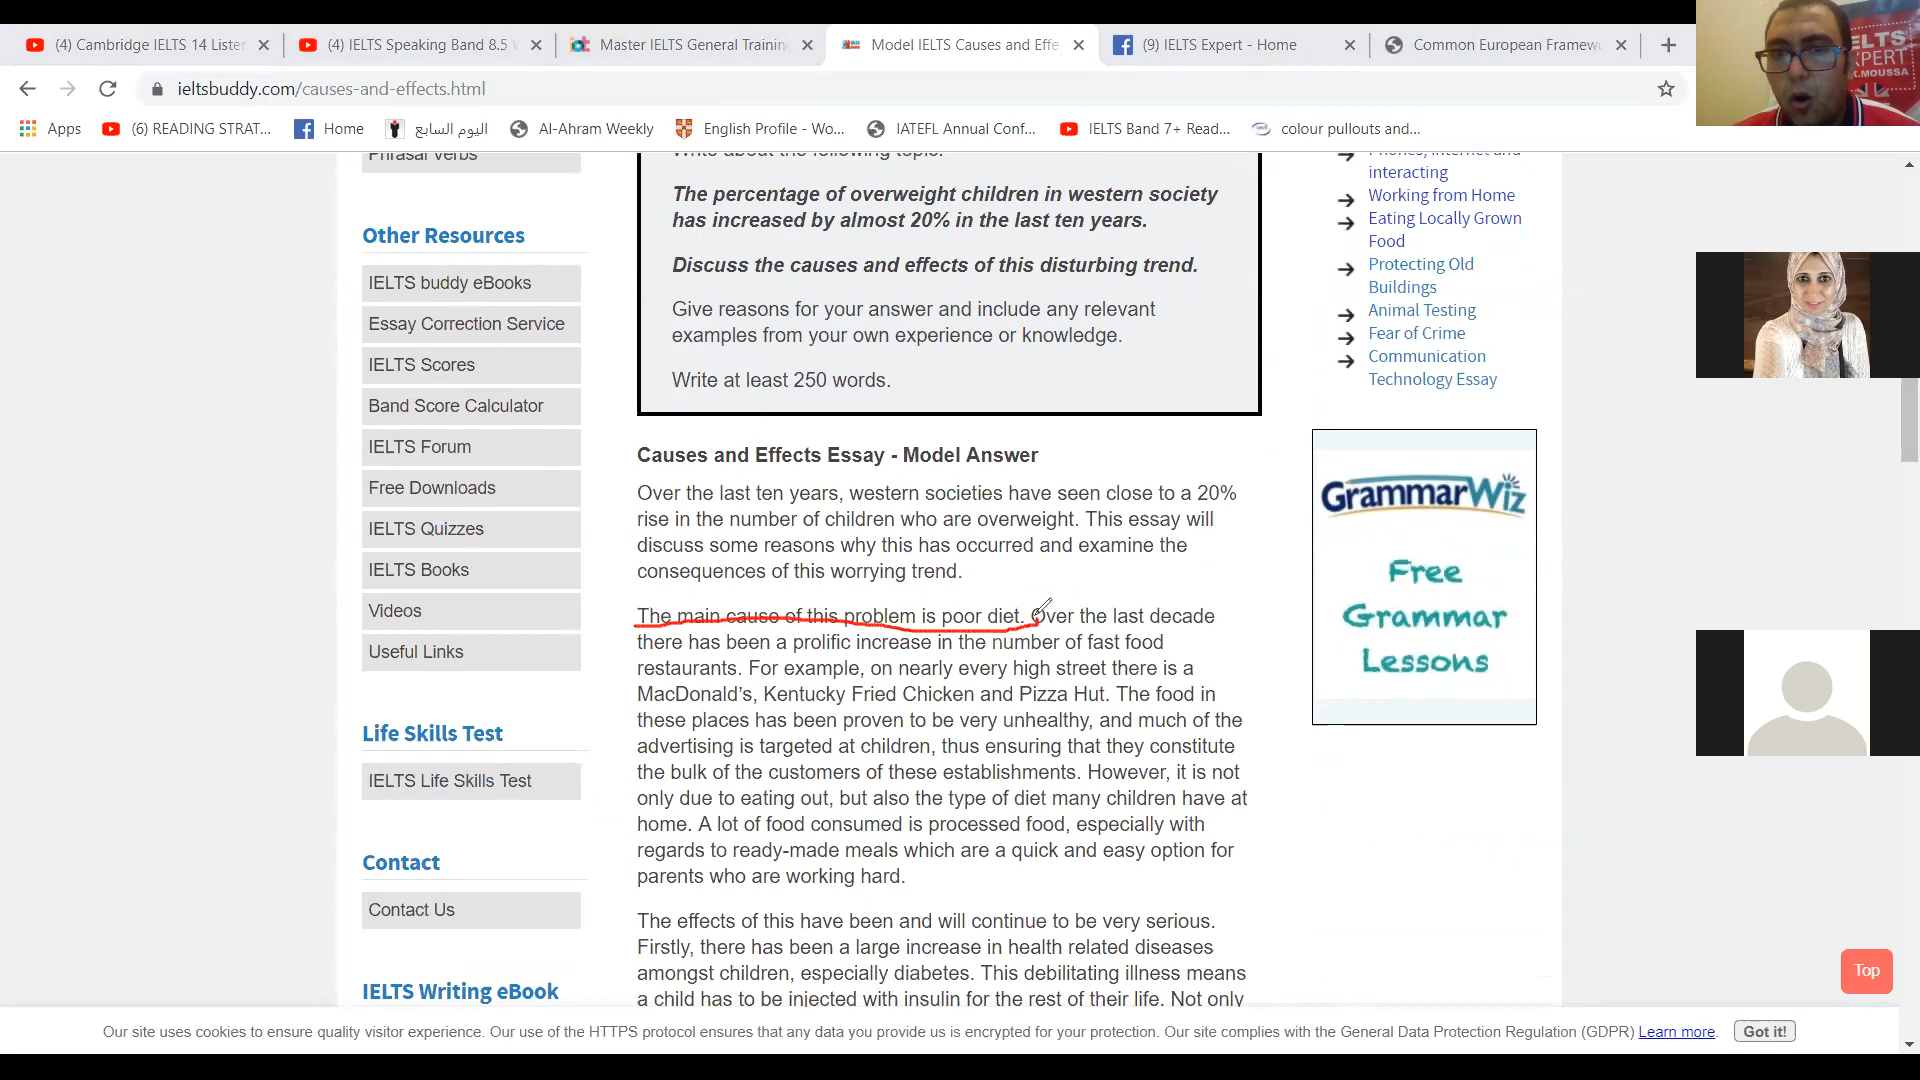 (4) Cambridge IELTS 14 Lister
(4) IELTS Speaking Band 8.5
Master IELTS General Training
Model IELTS Causes and Effe
(9) IELTS Expert - Home
Common European Framew
ieltsbuddy.com/causes-and-effects.html
Apps
(6) READING STRAT...
Home
اليوم السابع
Al-Ahram Weekly
English Profile - Wo...
IATEFL Annual Conf...
IELTS Band 7+ Read...
colour pullouts and...
IELTS
XPERT
K.MOUSSA
Phrasal Verbs
Other Resources
IELTS buddy eBooks
Essay Correction Service
IELTS Scores
Band Score Calculator
IELTS Forum
Free Downloads
IELTS Quizzes
IELTS Books
Videos
Useful Links
Life Skills Test
IELTS Life Skills Test
Contact
Contact Us
IELTS Writing eBook
Write about the following topic:
The percentage of overweight children in western society
has increased by almost 20% in the last ten years.
Discuss the causes and effects of this disturbing trend.
Give reasons for your answer and include any relevant
examples from your own experience or knowledge.
Write at least 250 words.
Causes and Effects Essay - Model Answer
Over the last ten years, western societies have seen close to a 20%
rise in the number of children who are overweight. This essay will
discuss some reasons why this has occurred and examine the
consequences of this worrying trend.
The main cause of this problem is poor diet. Over the last decade
there has been a prolific increase in the number of fast food
restaurants. For example, on nearly every high street there is a
MacDonald's, Kentucky Fried Chicken and Pizza Hut. The food in
these places has been proven to be very unhealthy, and much of the
advertising is targeted at children, thus ensuring that they constitute
the bulk of the customers of these establishments. However, it is not
only due to eating out, but also the type of diet many children have at
home. A lot of food consumed is processed food, especially with
regards to ready-made meals which are a quick and easy option for
parents who are working hard.
The effects of this have been and will continue to be very serious.
Firstly, there has been a large increase in health related diseases
amongst children, especially diabetes. This debilitating illness means
a child has to be injected with insulin for the rest of their life. Not only
Phones, Internet and
interacting
Working from Home
Eating Locally Grown
Food
Protecting Old
Buildings
Animal Testing
Fear of Crime
Communication
Technology Essay
GrammarWiz
Free
Grammar
Lessons
Top
Our site uses cookies to ensure quality visitor experience. Our use of the HTTPS protocol ensures that any data you provide us is encrypted for your protection. Our site complies with the General Data Protection Regulation (GDPR) Learn more. Got it!